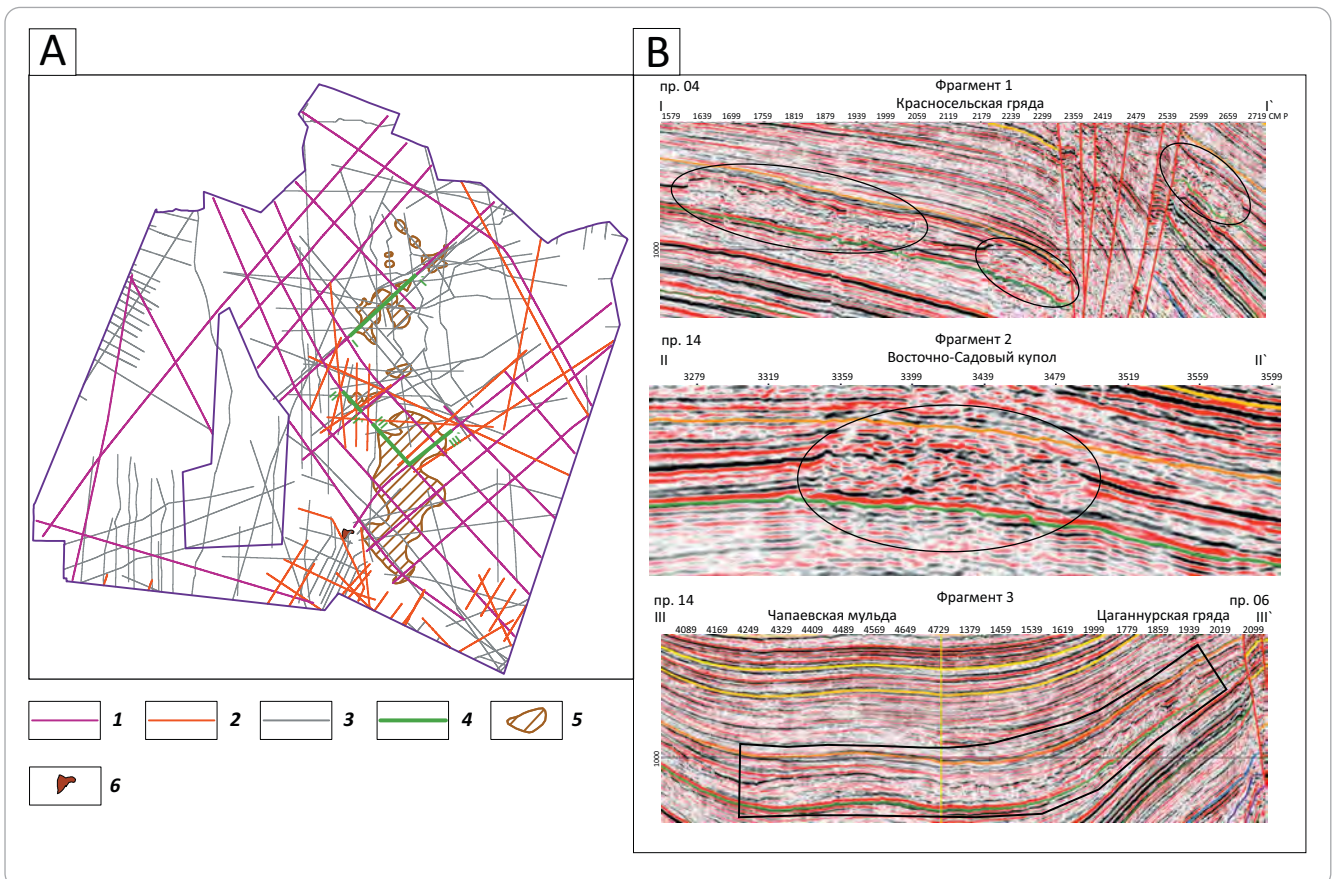 A
B
пр. 04
Фрагмент 1
I
Красносельская гряда
I`
1579 1639 1699 1759 1819 1879 1939 1999 2059 2119 2179 2239 2299 2359 2419 2479 2539 2599 2659 2719 СМ Р
1000
пр. 14
Фрагмент 2
II
Восточно-Садовый купол
II`
3279 3319 3359 3399 3439 3479 3519 3559 3599
пр. 14
Фрагмент 3
пр. 06
III
Чапаевская мульда
Цаганнурская гряда
III`
4089 4169 4249 4329 4409 4489 4569 4649 4729 1379 1459 1539 1619 1999 1779 1859 1939 2019 2099
1000
III`
1
2
3
4
5
6